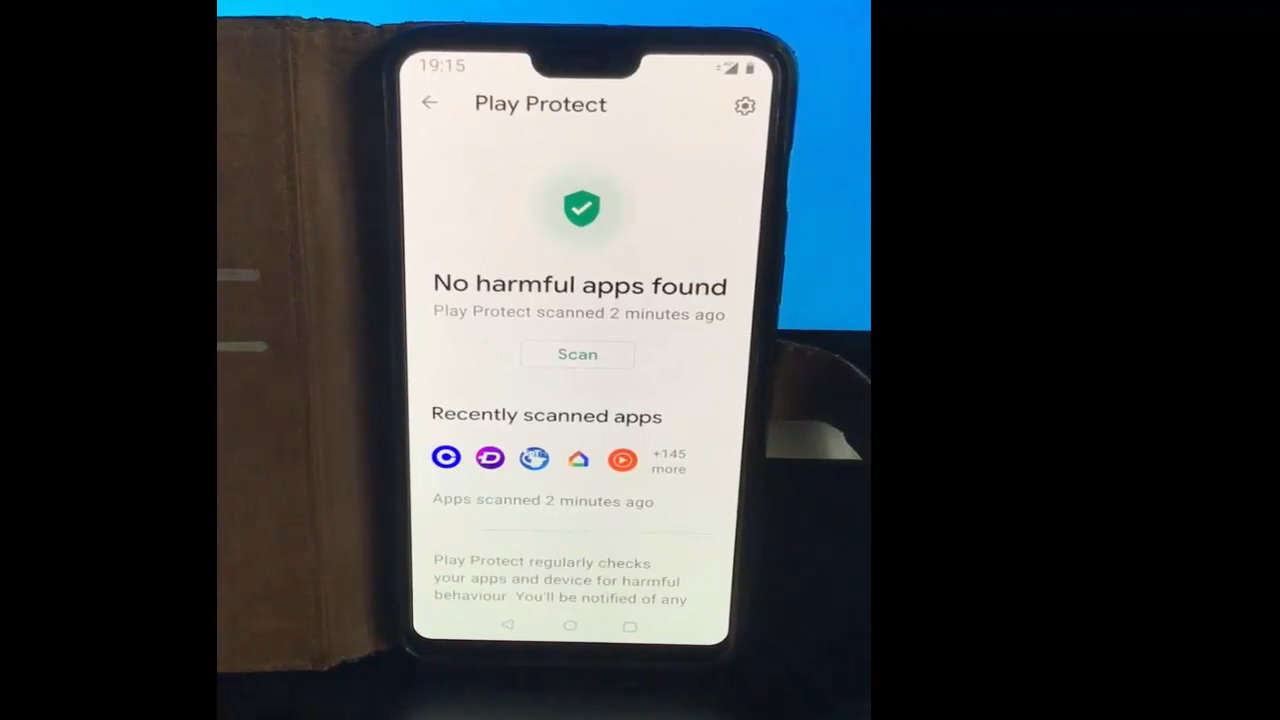 19:15
Play Protect
No harmful apps found
Play Protect scanned 2 minutes ago
Scan
Recently scanned apps
+145
more
Apps scanned 2 minutes ago
Play Protect regularly checks
your apps and device for harmful
behaviour. You'll be notified of any